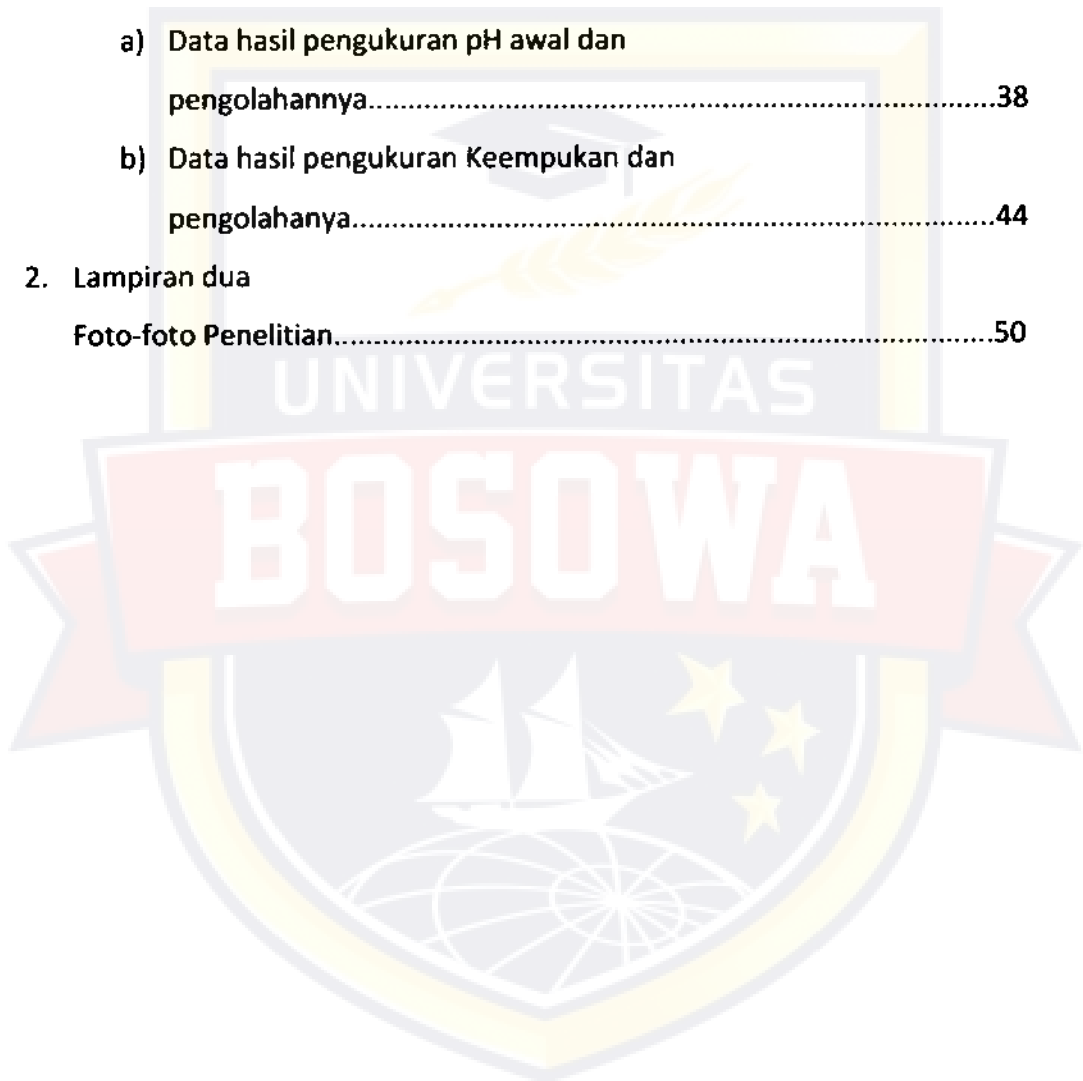 a) Data hasil pengukuran pH awal dan
pengolahannya.....................................................................38
b) Data hasil pengukuran Keempukan dan
pengolahanya.......................................................................44
2. Lampiran dua
Foto-foto Penelitian.........................................................................50
UNIVERSITAS
BOSOWA